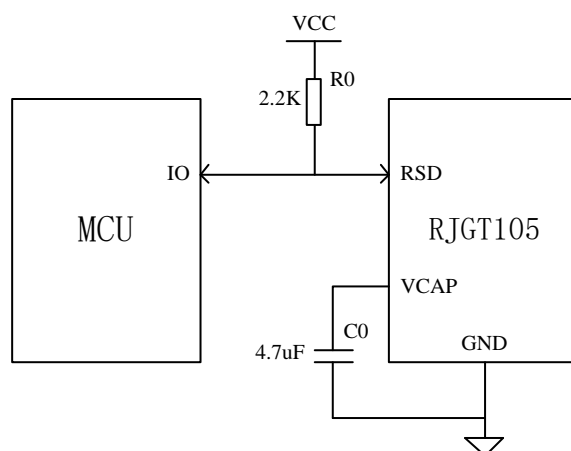 VCC
R0
2.2K
IO
RSD
MCU
RJGT105
VCAP
C0
4.7uF
GND